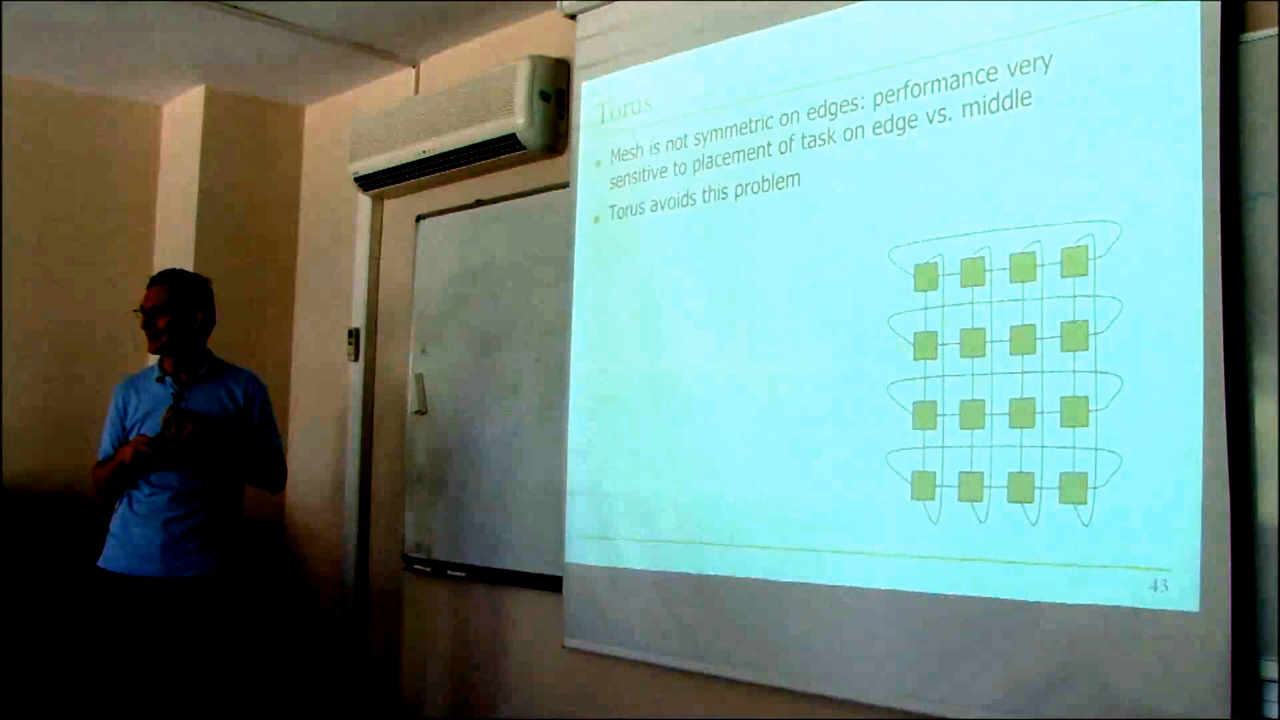 Torus
Mesh is not symmetric on edges: performance very
sensitive to placement of task on edge vs. middle
Torus avoids this problem
43